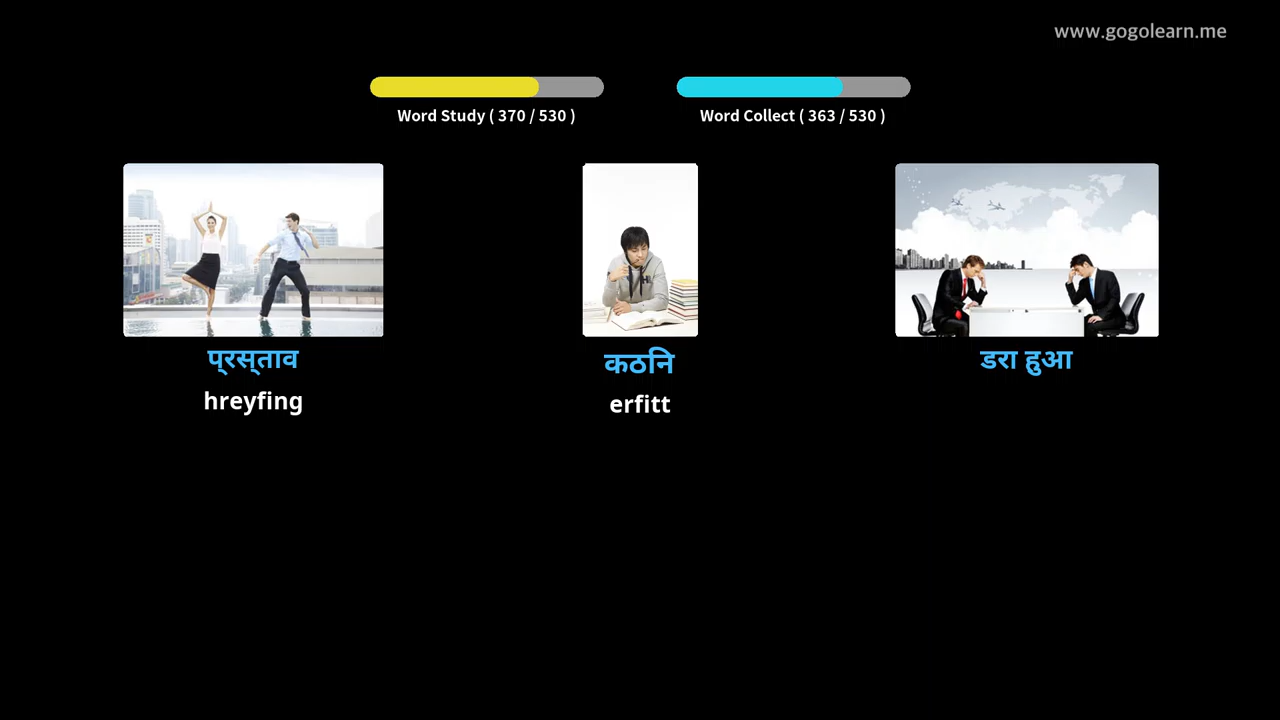 www.gogolearn.me
Word Study ( 370 / 530 )
Word Collect ( 363 / 530 )
प्रस्ताव
कठनि
डरा हुआ
hreyfing
erfitt